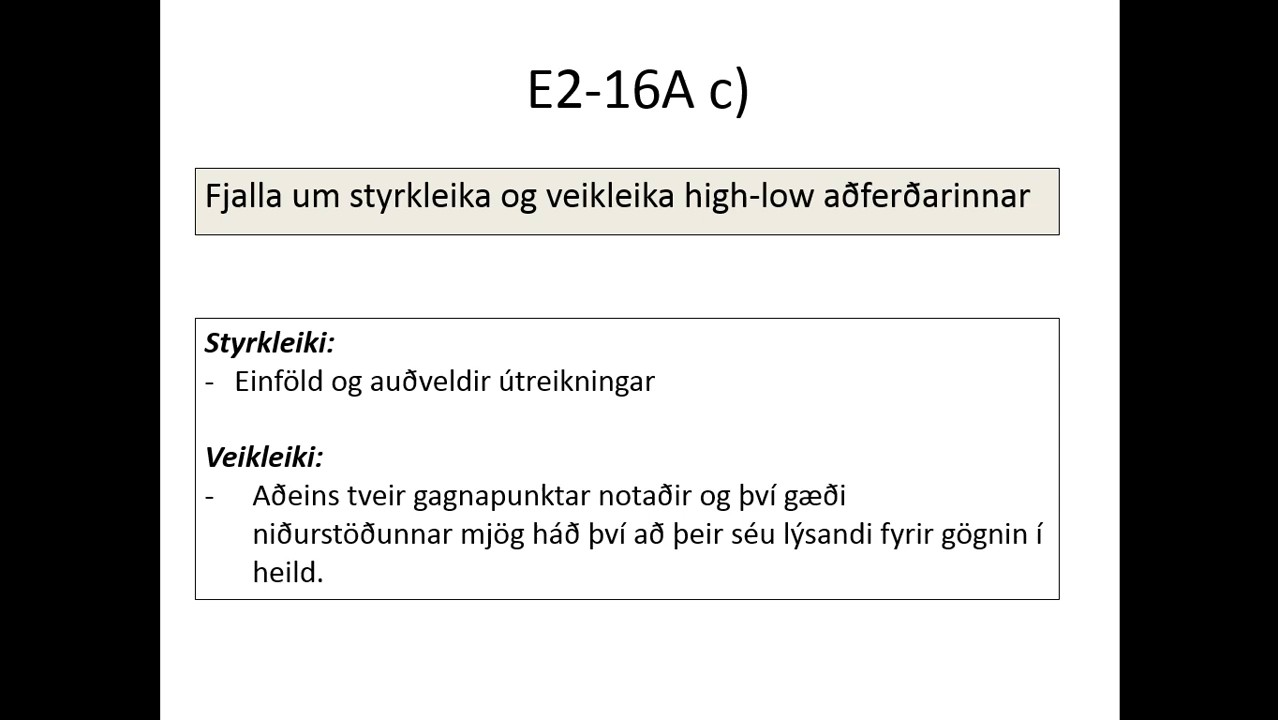 E2-16A c)
Fjalla um styrkleika og veikleika high-low aðferðarinnar
Styrkleiki:
- Einföld og auðveldir útreikningar
Veikleiki:
- Aðeins tveir gagnapunktar notaðir og því gæði
niðurstöðunnar mjög háð því að þeir séu lýsandi fyrir gögnin í
heild.